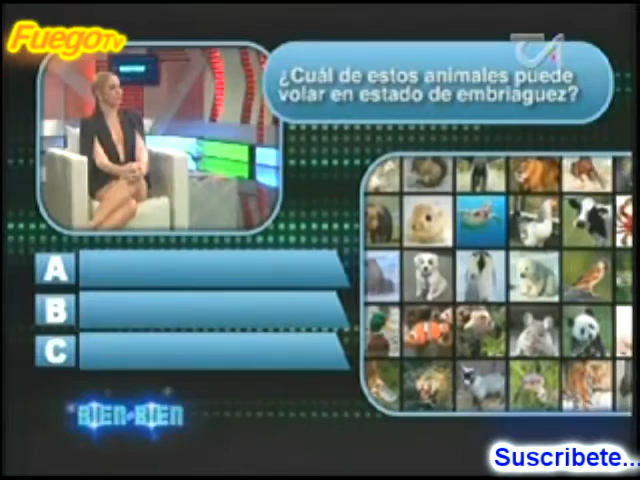 FuegoTV
¿Cuál de estos animales puede
volar en estado de embriaguez?
A
B
C
BIEN BIEN
Suscribete...